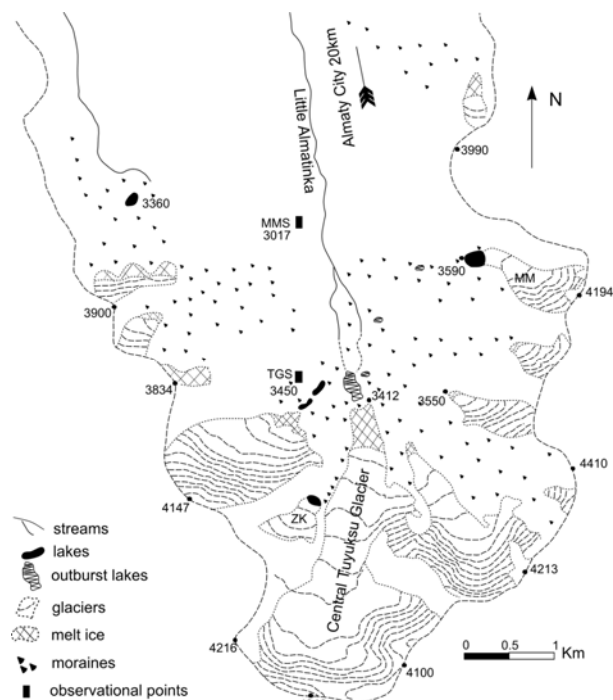 Almaty City 20km
Little Almatinka
N
3990
3360
MMS
3017
3590
MM
4194
3900
TGS
3450
3834
3412
3550
4410
4147
ZK
Central Tuyuksu Glacier
4213
4216
4100
streams
lakes
outburst lakes
glaciers
melt ice
moraines
observational points
0 0.5 1
Km